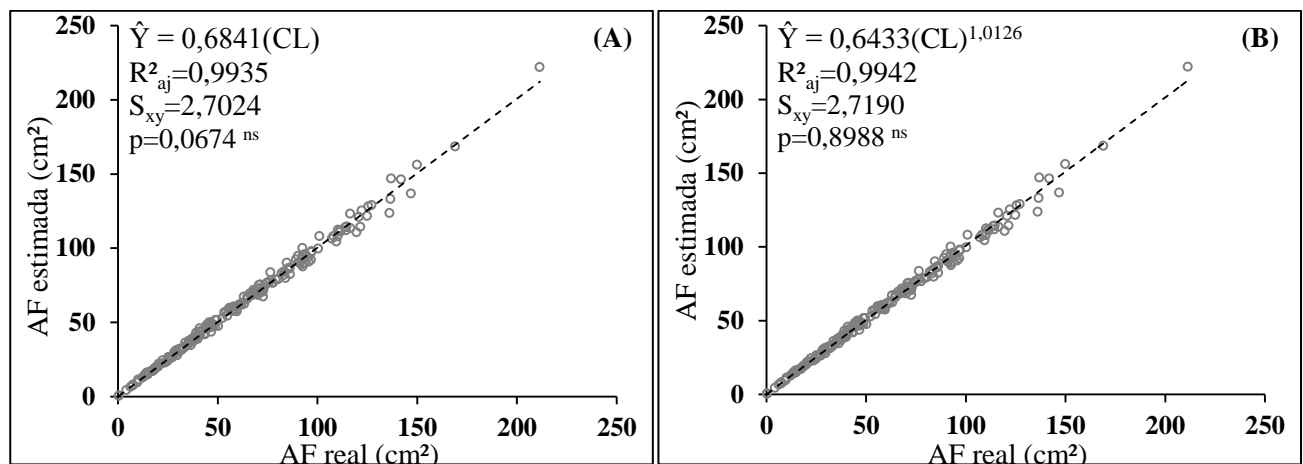 Ŷ = 0,6841(CL)
(A)
R²aj=0,9935
Sxy=2,7024
p=0,0674 ns
AF estimada (cm²)
250
200
150
100
50
0
0 50 100 150 200 250
AF real (cm²)
Ŷ = 0,6433(CL)1,0126
(B)
R²aj=0,9942
Sxy=2,7190
p=0,8988 ns
AF estimada (cm²)
250
200
150
100
50
0
0 50 100 150 200 250
AF real (cm²)